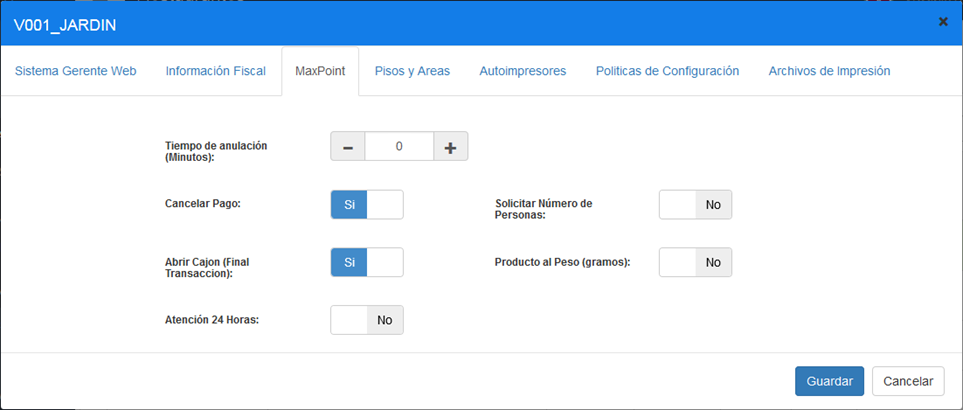 V001_JARDIN
Sistema Gerente Web Información Fiscal MaxPoint Pisos y Areas Autoimpresores Politicas de Configuración Archivos de Impresión
Tiempo de anulación
(Minutos):
0
Cancelar Pago:
Si
Solicitar Número de
Personas:
No
Abrir Cajon (Final
Transaccion):
Si
Producto al Peso (gramos):
No
Atención 24 Horas:
No
Guardar Cancelar